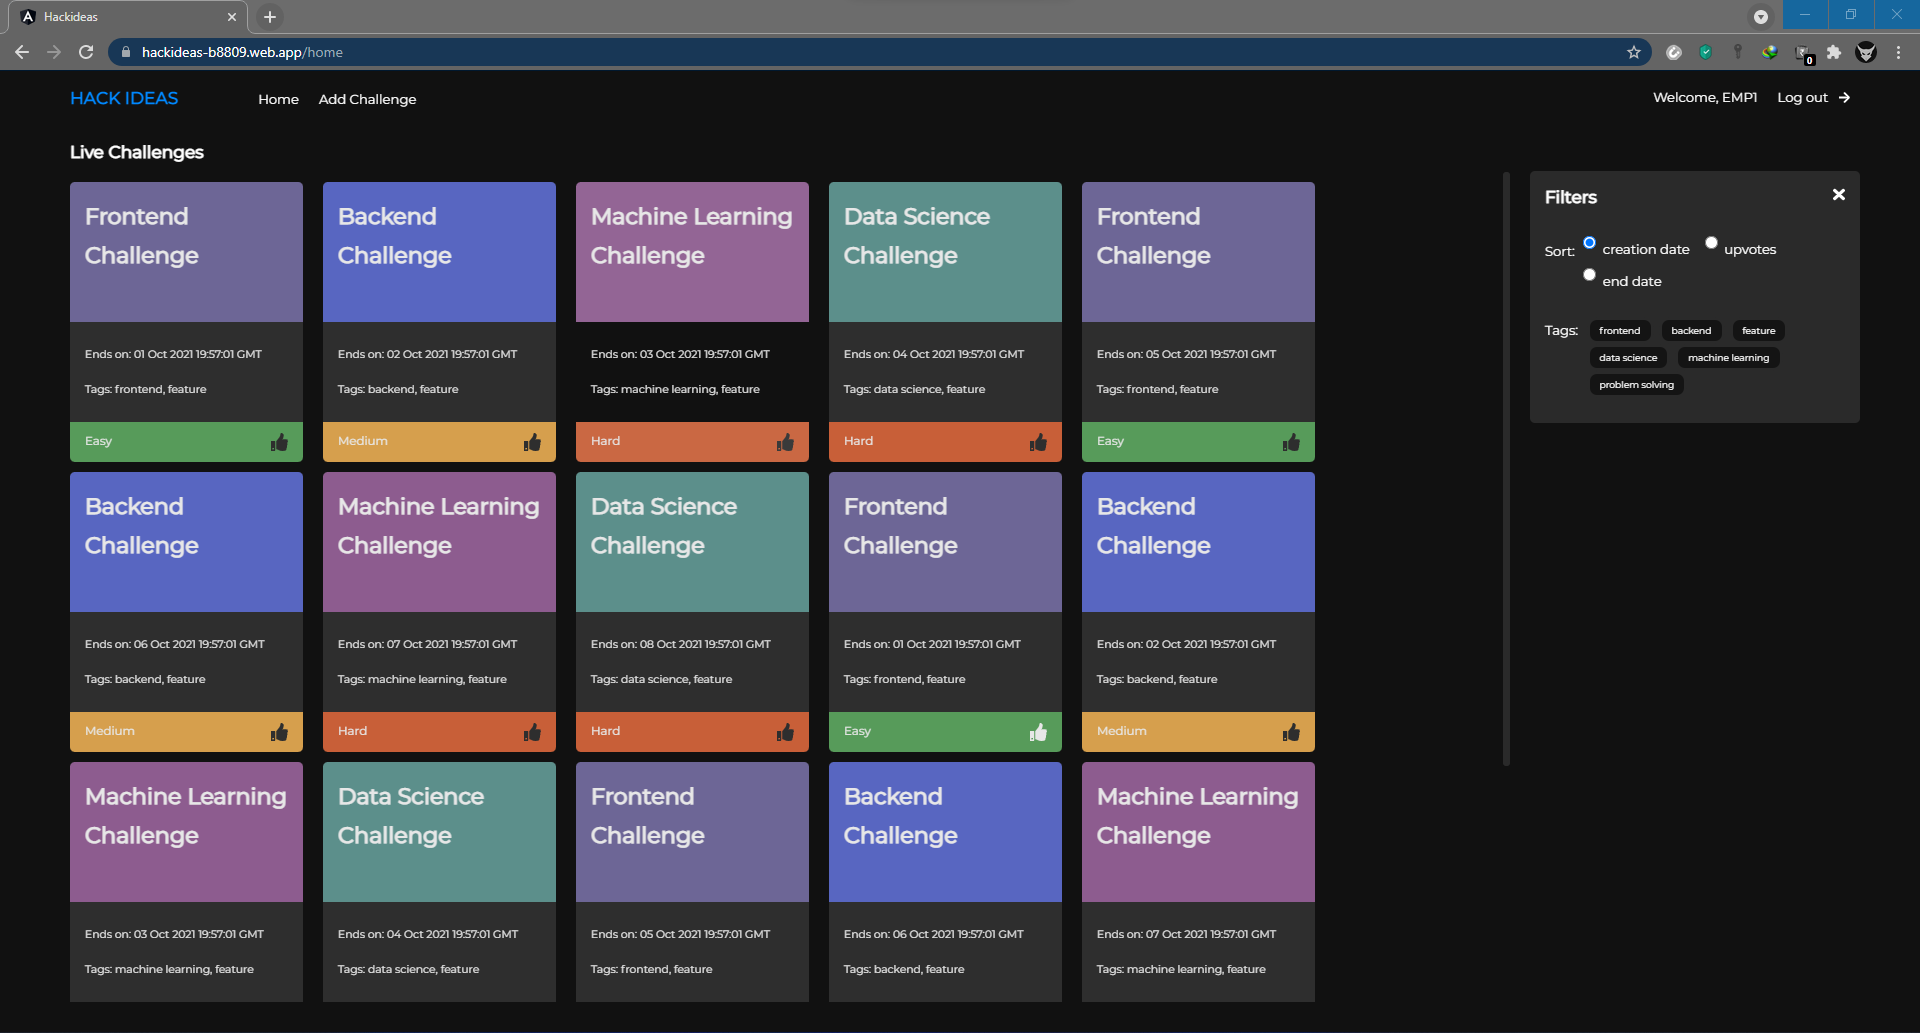 Hackideas
hackideas-b8809.web.app/home
0
HACK IDEAS
Home
Add Challenge
Welcome, EMP1
Log out
Live Challenges
Frontend
Challenge
Ends on: 01 Oct 2021 19:57:01 GMT
Tags: frontend, feature
Easy
Backend
Challenge
Ends on: 02 Oct 2021 19:57:01 GMT
Tags: backend, feature
Medium
Machine Learning
Challenge
Ends on: 03 Oct 2021 19:57:01 GMT
Tags: machine learning, feature
Hard
Data Science
Challenge
Ends on: 04 Oct 2021 19:57:01 GMT
Tags: data science, feature
Hard
Frontend
Challenge
Ends on: 05 Oct 2021 19:57:01 GMT
Tags: frontend, feature
Easy
Backend
Challenge
Ends on: 06 Oct 2021 19:57:01 GMT
Tags: backend, feature
Medium
Machine Learning
Challenge
Ends on: 07 Oct 2021 19:57:01 GMT
Tags: machine learning, feature
Hard
Data Science
Challenge
Ends on: 08 Oct 2021 19:57:01 GMT
Tags: data science, feature
Hard
Frontend
Challenge
Ends on: 01 Oct 2021 19:57:01 GMT
Tags: frontend, feature
Easy
Backend
Challenge
Ends on: 02 Oct 2021 19:57:01 GMT
Tags: backend, feature
Medium
Machine Learning
Challenge
Ends on: 03 Oct 2021 19:57:01 GMT
Tags: machine learning, feature
Data Science
Challenge
Ends on: 04 Oct 2021 19:57:01 GMT
Tags: data science, feature
Frontend
Challenge
Ends on: 05 Oct 2021 19:57:01 GMT
Tags: frontend, feature
Backend
Challenge
Ends on: 06 Oct 2021 19:57:01 GMT
Tags: backend, feature
Machine Learning
Challenge
Ends on: 07 Oct 2021 19:57:01 GMT
Tags: machine learning, feature
Filters
Sort: creation date upvotes
end date
Tags: frontend backend feature
data science machine learning
problem solving